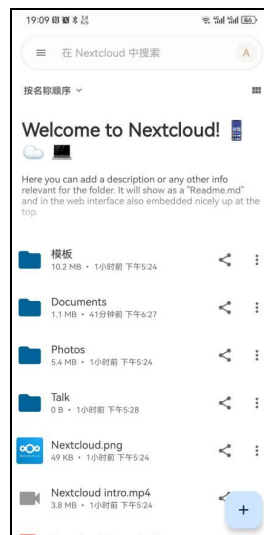 19:09
46
在 Nextcloud 中搜索
A
按名称顺序
Welcome to Nextcloud!
Here you can add a description or any other info
relevant for the folder. It will show as a "Readme.md"
and in the web interface also embedded nicely up at the
top.
模板
10.2 MB • 1小时前 下午5:24
Documents
1.1 MB • 41分钟前 下午6:27
Photos
5.4 MB • 1小时前 下午5:24
Talk
0 B • 1小时前 下午5:28
Nextcloud.png
49 KB • 1小时前 下午5:24
Nextcloud intro.mp4
3.8 MB • 1小时前 下午5:24